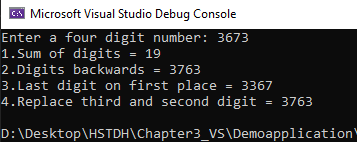 Microsoft Visual Studio Debug Console
Enter a four digit number: 3673
1.Sum of digits = 19
2.Digits backwards = 3763
3.Last digit on first place = 3367
4.Replace third and second digit = 3763
D:\Desktop\HSTDH\Chapter3_VS\Demoapplication\